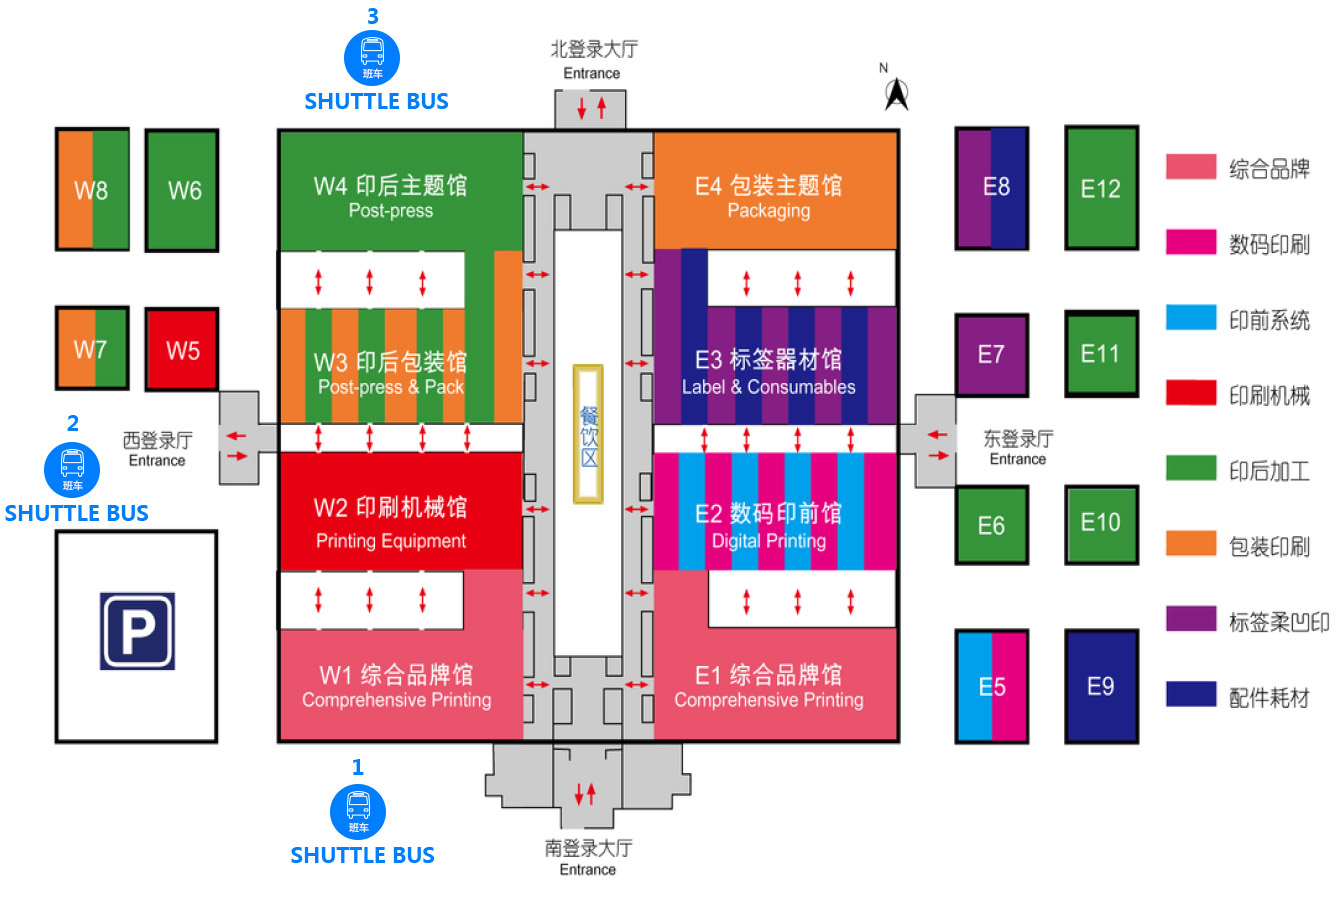 3
班车
SHUTTLE BUS
北登录大厅
Entrance
N
W8
W6
W4 印后主题馆
Post-press
E4 包装主题馆
Packaging
E8
E12
综合品牌
数码印刷
印前系统
印刷机械
印后加工
包装印刷
标签柔凹印
配件耗材
W7
W5
W3 印后包装馆
Post-press & Pack
E3 标签器材馆
Label & Consumables
E7
E11
餐饮区
2
班车
SHUTTLE BUS
西登录厅
Entrance
东登录厅
Entrance
W2 印刷机械馆
Printing Equipment
E2 数码印前馆
Digital Printing
E6
E10
P
W1 综合品牌馆
Comprehensive Printing
E1 综合品牌馆
Comprehensive Printing
E5
E9
1
班车
SHUTTLE BUS
南登录大厅
Entrance